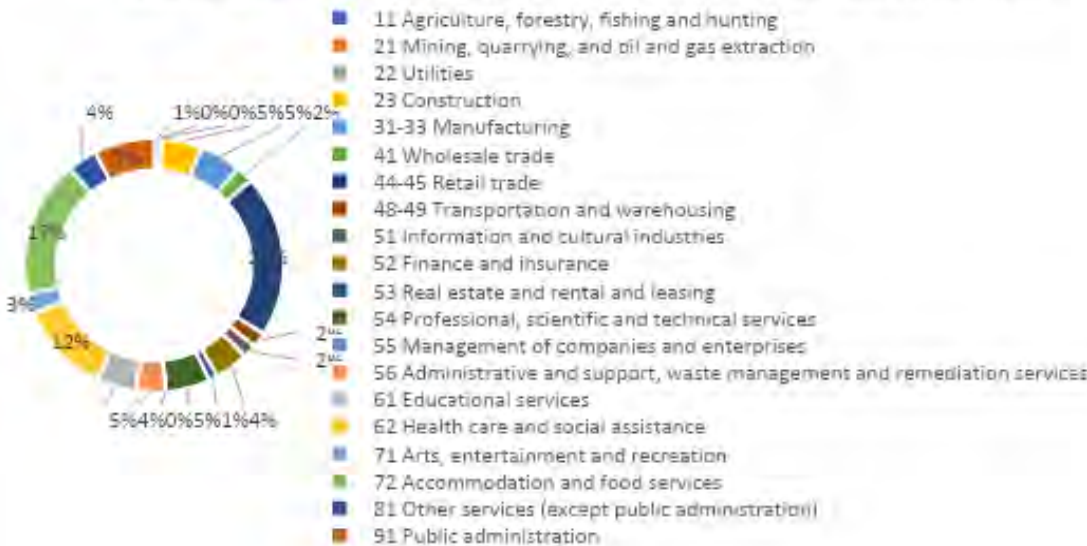 11 Agriculture, forestry, fishing and hunting
21 Mining, quarrying, and oil and gas extraction
22 Utilities
23 Construction
31-33 Manufacturing
41 Wholesale trade
44-45 Retail trade
48-49 Transportation and warehousing
51 Information and cultural industries
52 Finance and insurance
53 Real estate and rental and leasing
54 Professional, scientific and technical services
55 Management of companies and enterprises
56 Administrative and support, waste management and remediation services
61 Educational services
62 Health care and social assistance
71 Arts, entertainment and recreation
72 Accommodation and food services
81 Other services (except public administration)
91 Public administration
4% 1%0%0%5%5%2%
17%
3%
12%
2%
2%
5%4%0%5%1%4%